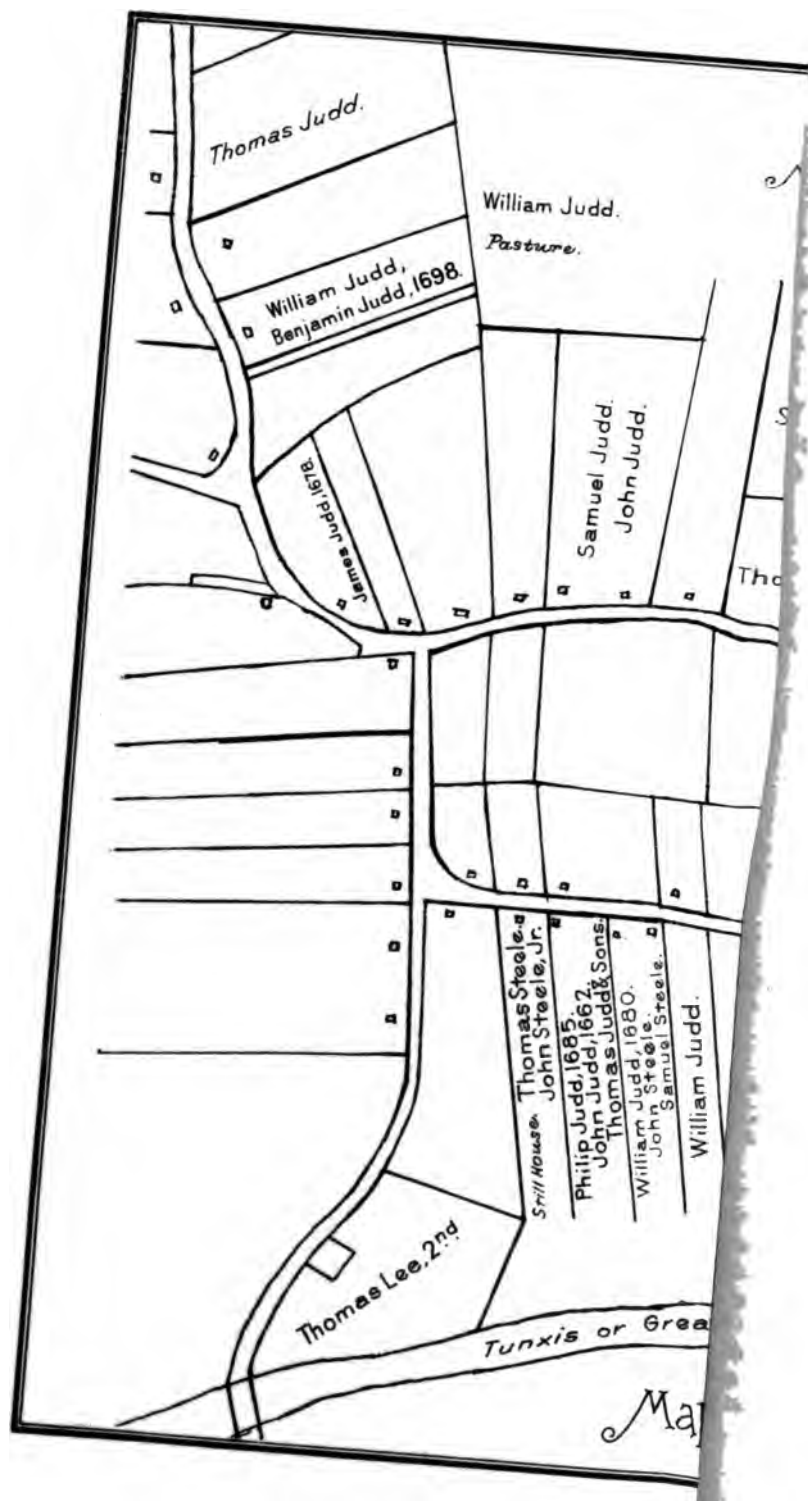 Thomas Judd.
William Judd.
Pasture.
William Judd,
Benjamin Judd, 1698.
James Judd, 1678.
Samuel Judd.
John Judd.
Tho
Still House.
Thomas Steele.
John Steele, Jr.
Philip Judd, 1685.
John Judd, 1662.
Thomas Judd & Sons.
William Judd, 1680.
John Steele.
Samuel Steele.
William Judd.
Thomas Lee, 2nd
Tunxis or Grea
Map